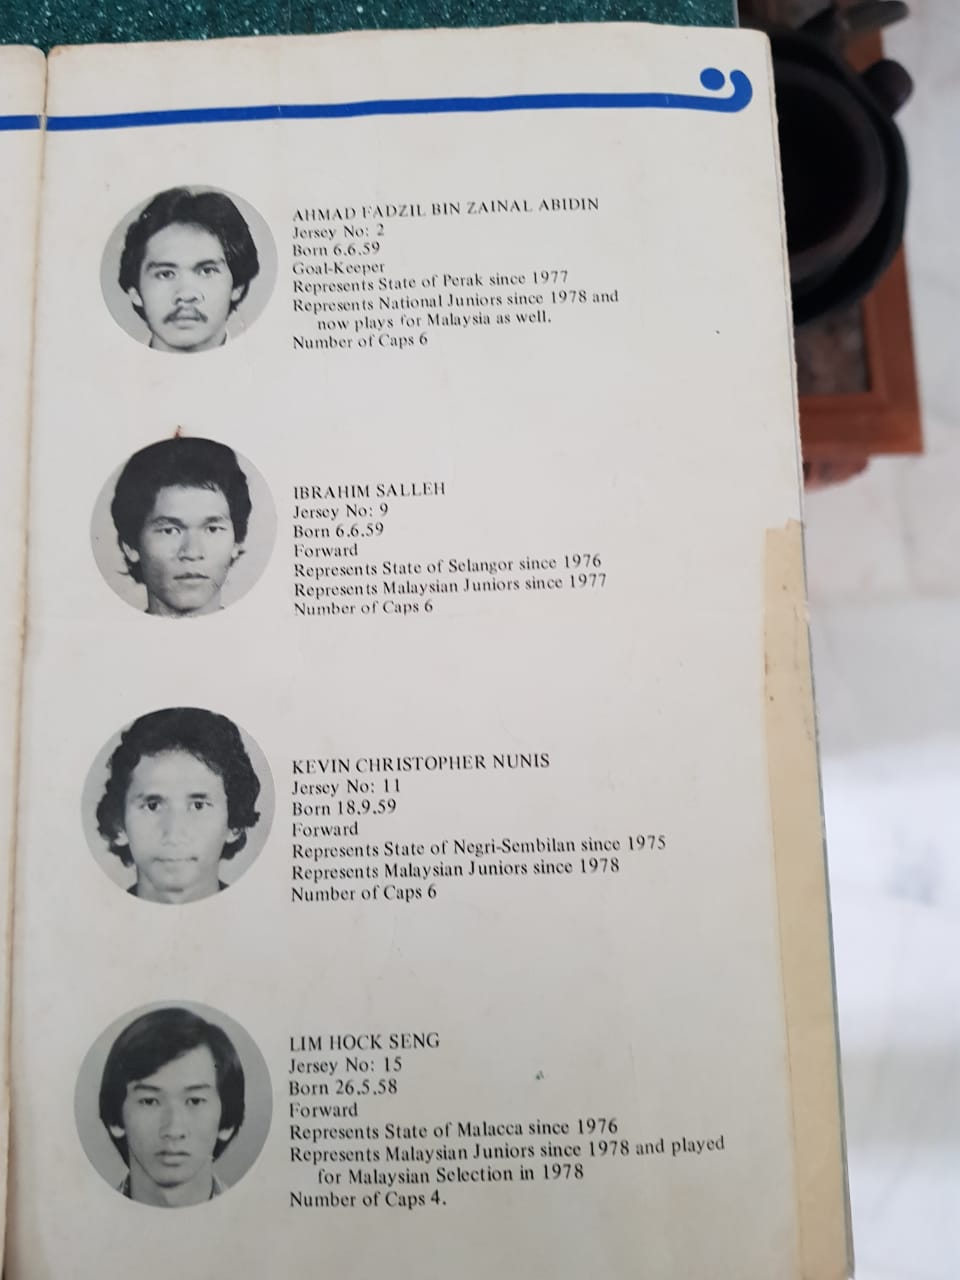 AHMAD FADZIL BIN ZAINAL ABIDIN
Jersey No: 2
Born 6.6.59
Goal-Keeper
Represents State of Perak since 1977
Represents National Juniors since 1978 and
now plays for Malaysia as well.
Number of Caps 6
IBRAHIM SALLEH
Jersey No: 9
Born 6.6.59
Forward
Represents State of Selangor since 1976
Represents Malaysian Juniors since 1977
Number of Caps 6
KEVIN CHRISTOPHER NUNIS
Jersey No: 11
Born 18.9.59
Forward
Represents State of Negri-Sembilan since 1975
Represents Malaysian Juniors since 1978
Number of Caps 6
LIM HOCK SENG
Jersey No: 15
Born 26.5.58
Forward
Represents State of Malacca since 1976
Represents Malaysian Juniors since 1978 and played
for Malaysian Selection in 1978
Number of Caps 4.